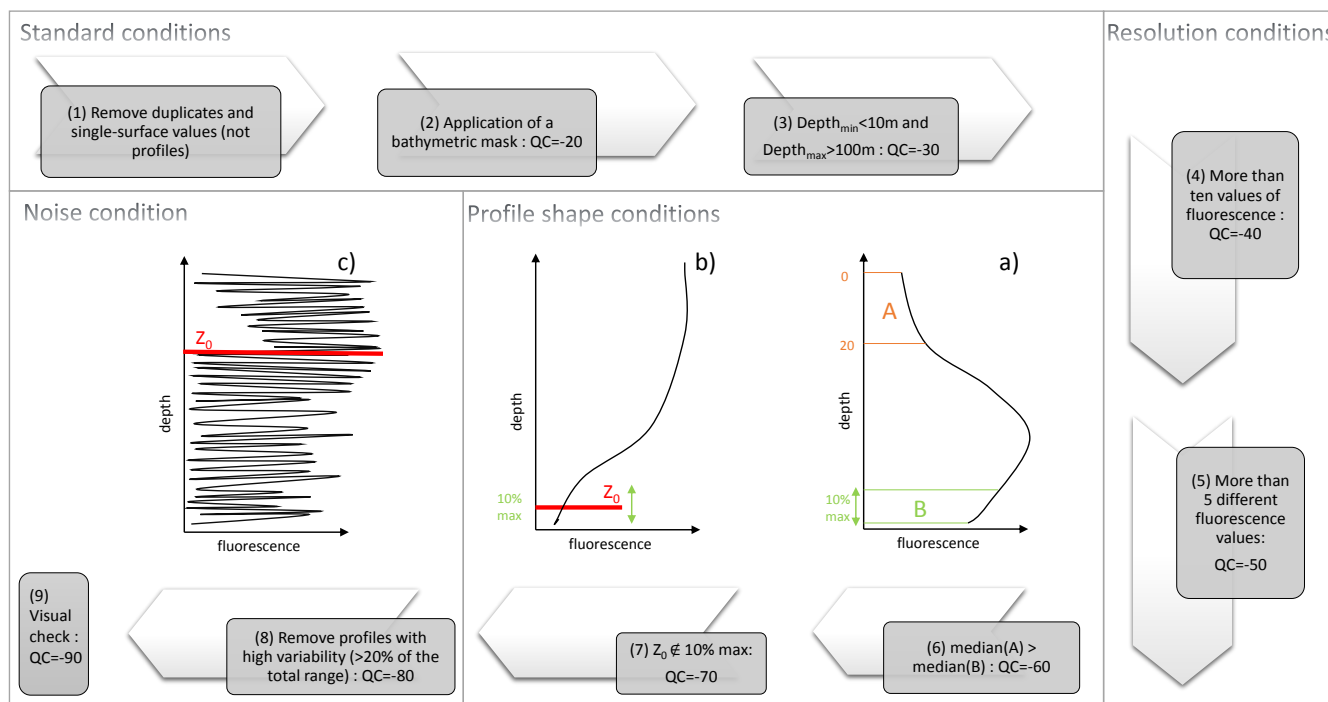 Standard conditions
(1) Remove duplicates and
single-surface values (not
profiles)
(2) Application of a
bathymetric mask : QC=-20
(3) Depthmin<10m and
Depthmax>100m : QC=-30
Resolution conditions
(4) More than
ten values of
fluorescence :
QC=-40
(5) More than
5 different
fluorescence
values:
QC=-50
Profile shape conditions
a)
0
A
20
depth
10%
max
B
fluorescence
(6) median(A) >
median(B) : QC=-60
b)
depth
Z0
10%
max
fluorescence
(7) Z0 ∉ 10% max:
QC=-70
Noise condition
c)
Z0
depth
fluorescence
(8) Remove profiles with
high variability (>20% of the
total range) : QC=-80
(9)
Visual
check :
QC=-90